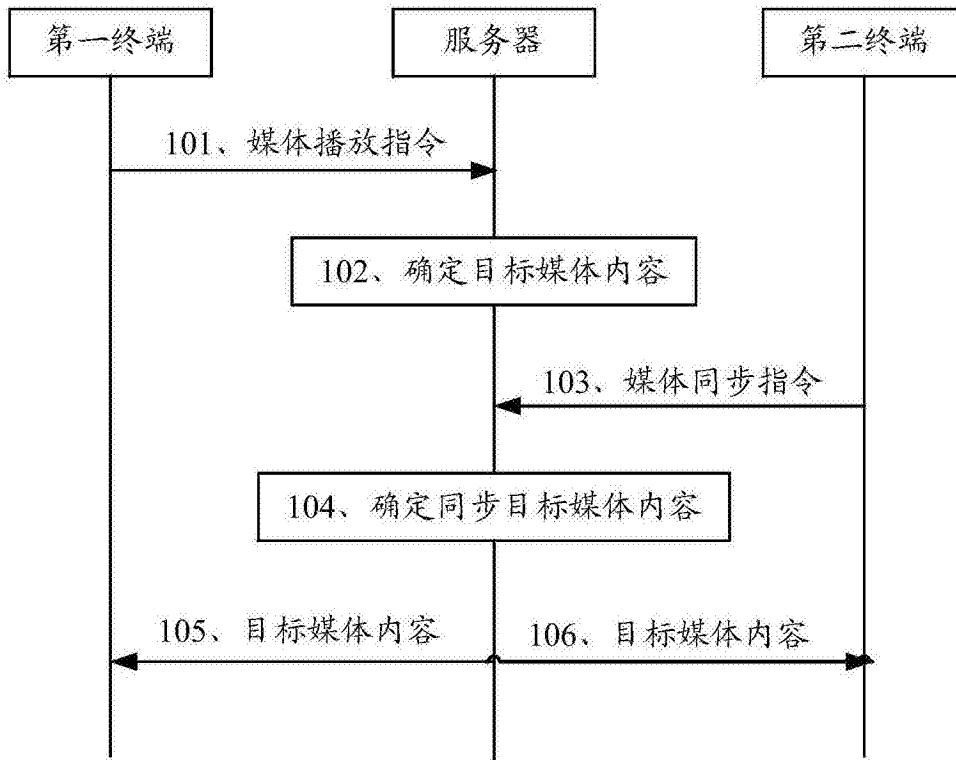 第一终端
服务器
第二终端
101、媒体播放指令
102、确定目标媒体内容
103、媒体同步指令
104、确定同步目标媒体内容
105、目标媒体内容
106、目标媒体内容